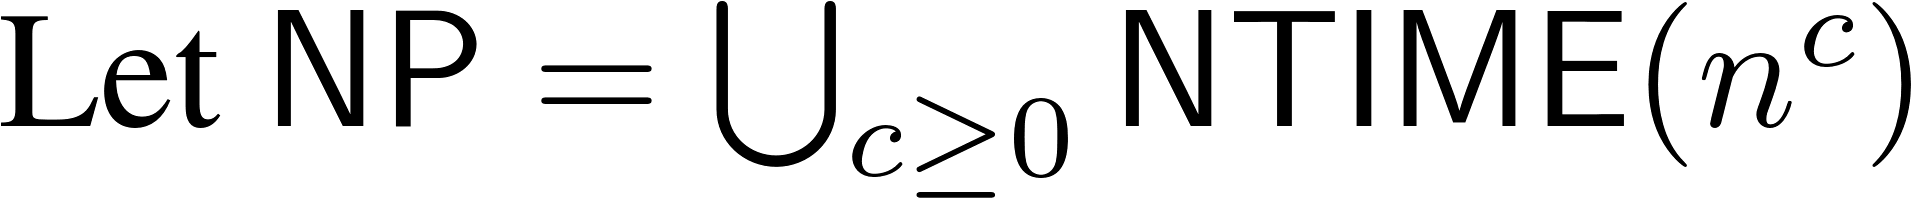 Let NP = ⋃_{c≥0} NTIME(n^c)